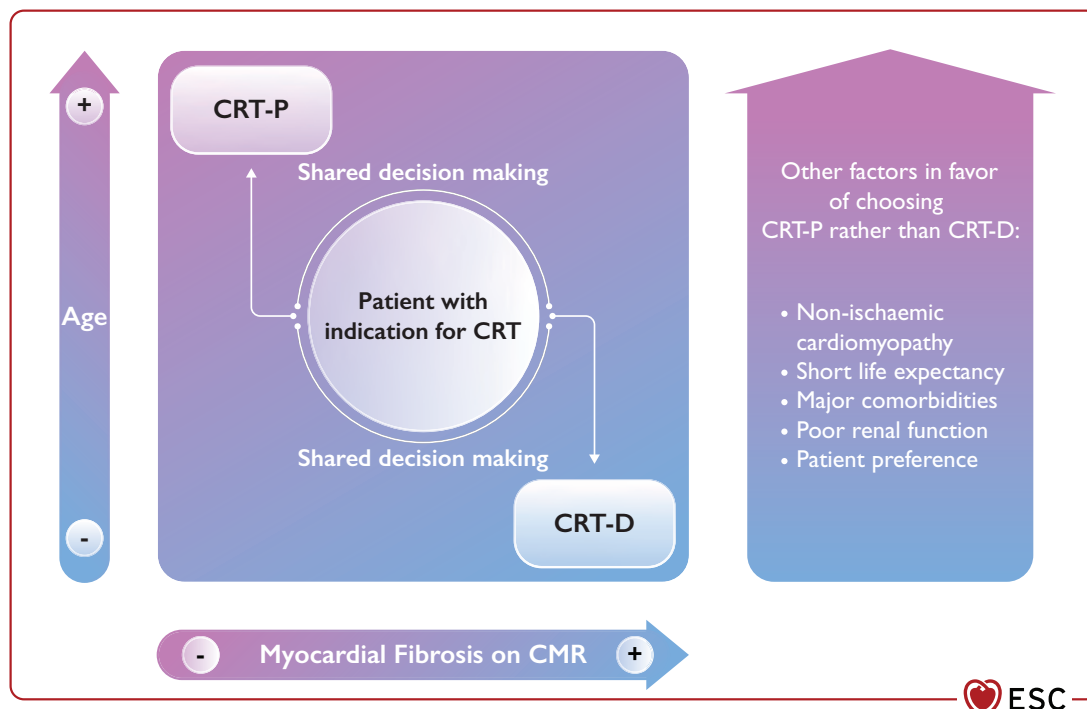 +
CRT-P
Shared decision making
Age
Patient with
indication for CRT
Shared decision making
CRT-D
-
- Myocardial Fibrosis on CMR +
Other factors in favor
of choosing
CRT-P rather than CRT-D:
• Non-ischaemic
cardiomyopathy
• Short life expectancy
• Major comorbidities
• Poor renal function
• Patient preference
ESC